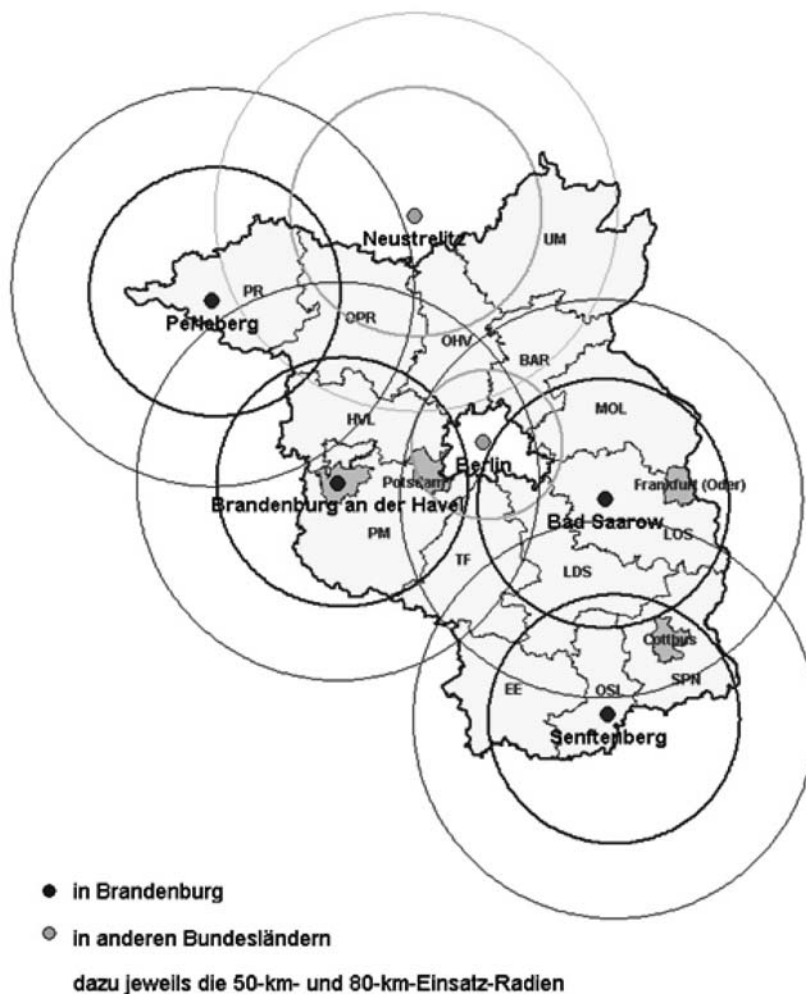 Neustrelitz
UM
PR
Perleberg
OPR
OHV
BAR
HVL
MOL
Berlin
Potsdam
Frankfurt (Oder)
Brandenburg an der Havel
Bad Saarow
PM
TF
LOS
LDS
Cottbus
EE
OSL
SPN
Senftenberg
in Brandenburg
in anderen Bundesländern
dazu jeweils die 50-km- und 80-km-Einsatz-Radien